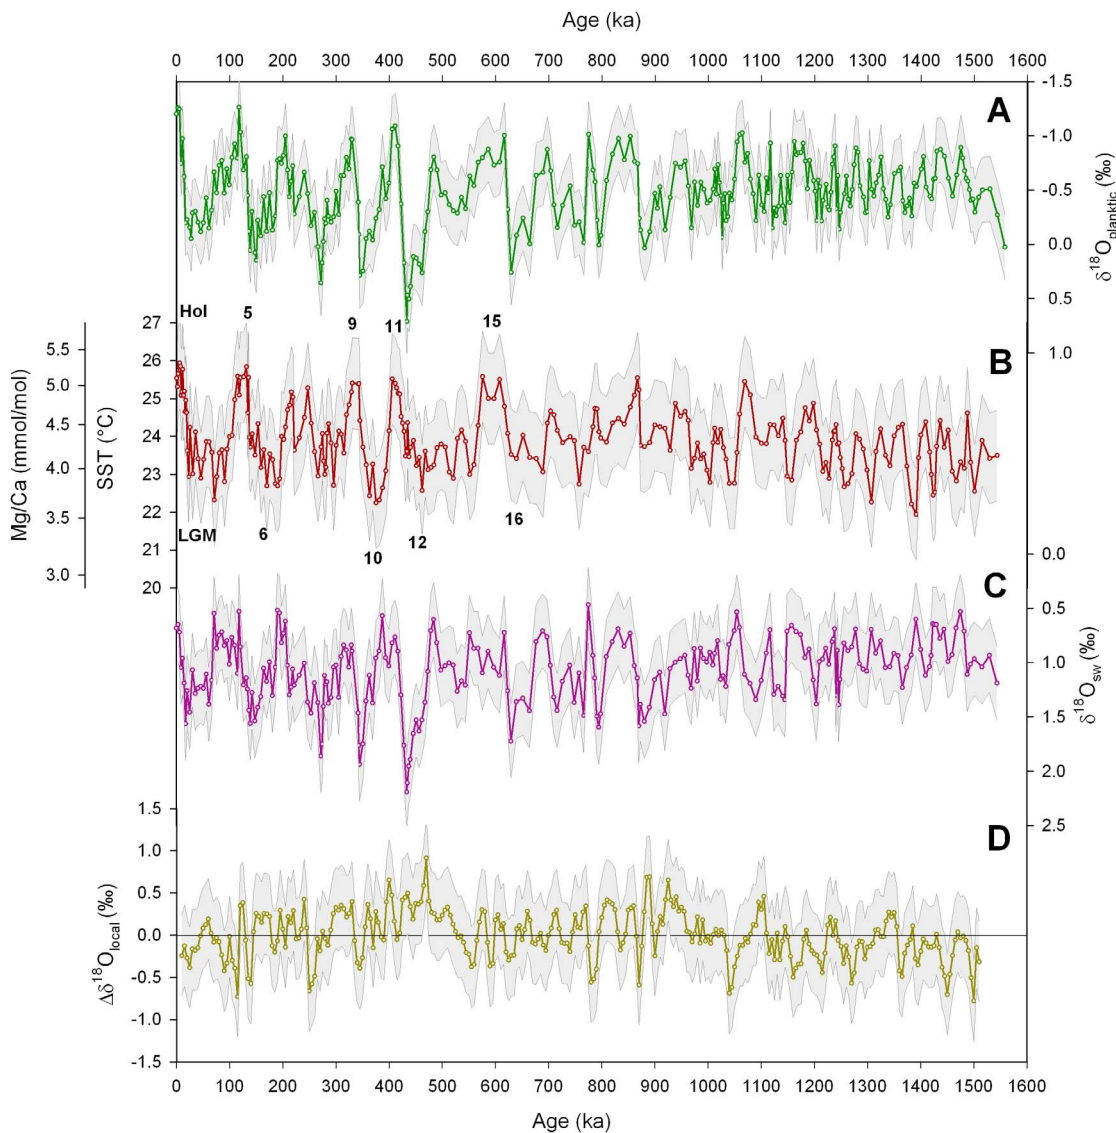 Age (ka)
0 100 200 300 400 500 600 700 800 900 1000 1100 1200 1300 1400 1500 1600
A
-1.5
-1.0
-0.5
0.0
0.5
1.0
δ¹⁸Oplanktic (‰)
Hol 5 9 11 15
B
Mg/Ca (mmol/mol)
5.5
5.0
4.5
4.0
3.5
3.0
SST (°C)
27
26
25
24
23
22
21
20
LGM 6 10 12 16
C
0.0
0.5
1.0
1.5
2.0
2.5
δ¹⁸Osw (‰)
D
Δδ¹⁸Olocal (‰)
1.5
1.0
0.5
0.0
-0.5
-1.0
-1.5
0 100 200 300 400 500 600 700 800 900 1000 1100 1200 1300 1400 1500 1600
Age (ka)